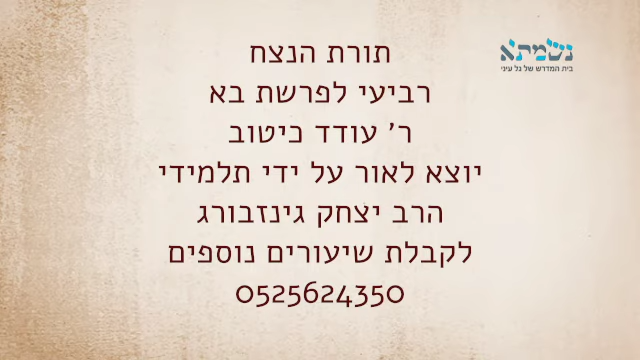 תורת הנצח
רביעי לפרשת בא
ר' עודד כיטוב
יוצא לאור על ידי תלמידי
הרב יצחק גינזבורג
לקבלת שיעורים נוספים
0525624350
נשמתא
בית המדרש של גל עיני